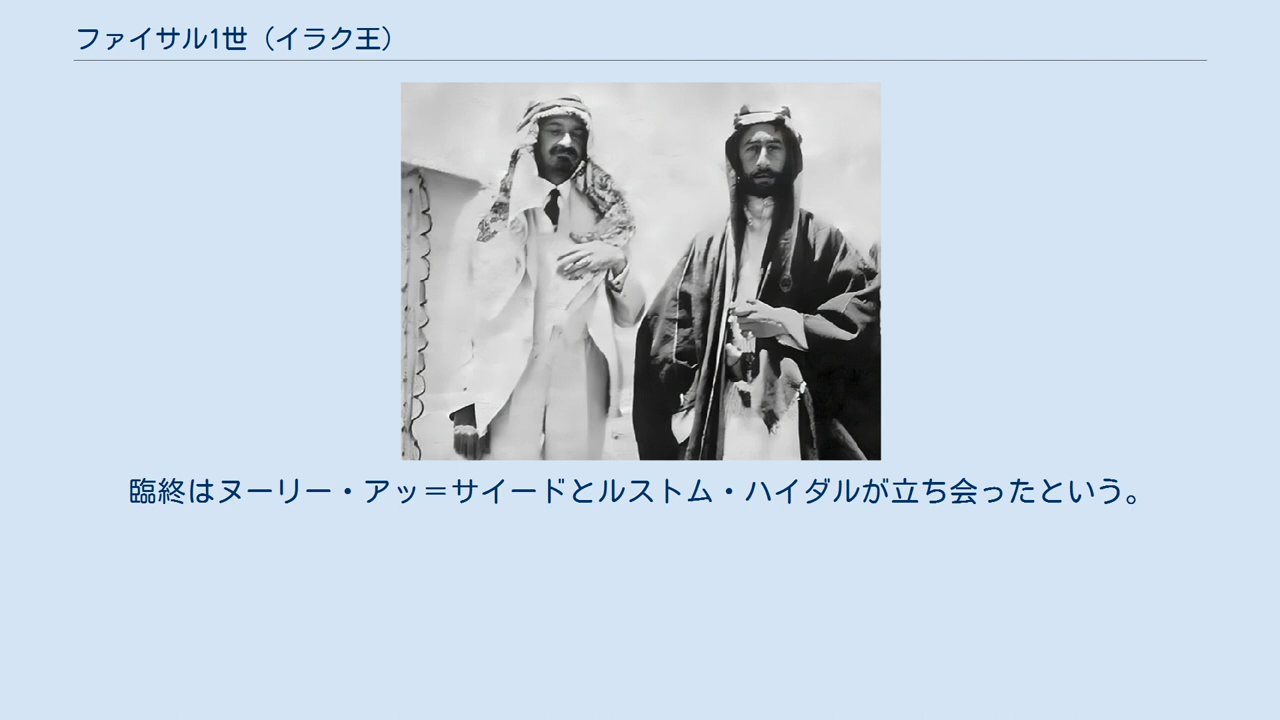 ファイサル1世（イラク王）
臨終はヌーリー・アッ＝サイードとルストム・ハイダルが立ち会ったという。